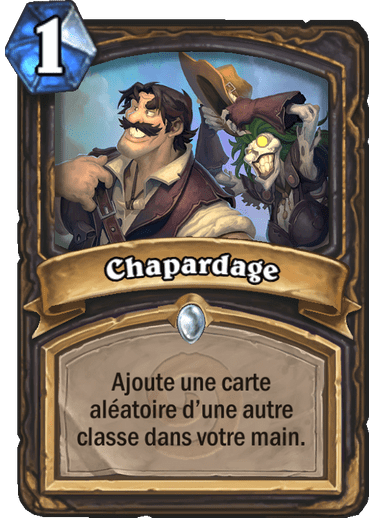 1
Chapardage
Ajoute une carte
aléatoire d'une autre
classe dans votre main.